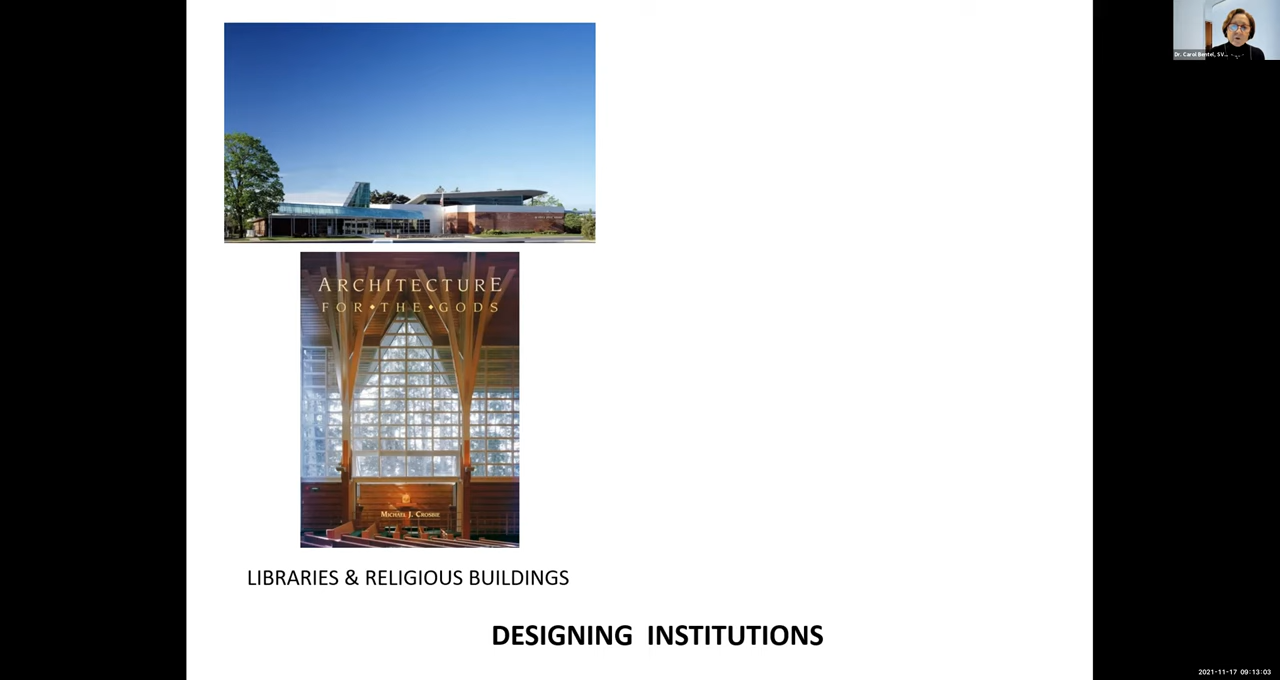 Dr. Carol Bentel, SV...
ARCHITECTURE
FOR•THE•GODS
MICHAEL J. CROSBIE
LIBRARIES & RELIGIOUS BUILDINGS
DESIGNING INSTITUTIONS
2021-11-17 09:13:03